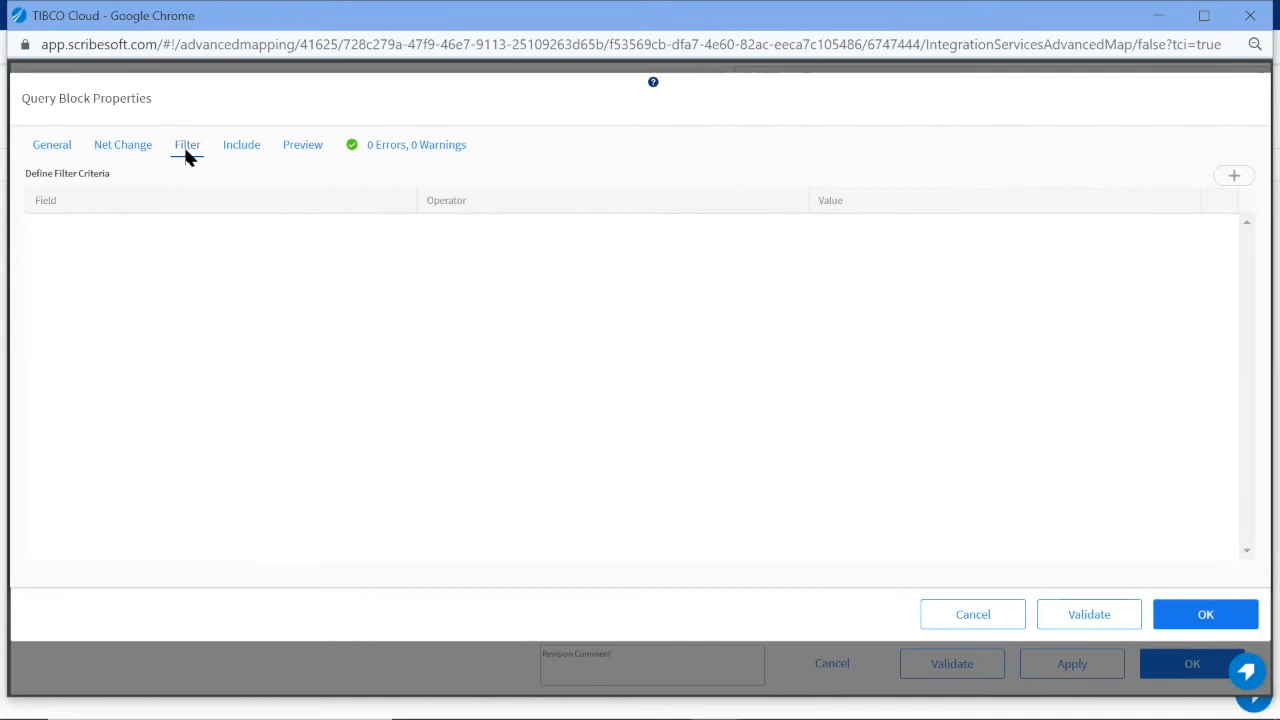 TIBCO Cloud - Google Chrome
app.scribesoft.com/#!/advancedmapping/41625/728c279a-47f9-46e7-9113-25109263d65b/f53569cb-dfa7-4e60-82ac-eeca7c105486/6747444/IntegrationServicesAdvancedMap/false?tci=true
?
Query Block Properties
General Net Change Filter Include Preview 0 Errors, 0 Warnings
Define Filter Criteria
Field Operator Value
Cancel Validate OK
Revision Comment
Cancel Validate Apply OK